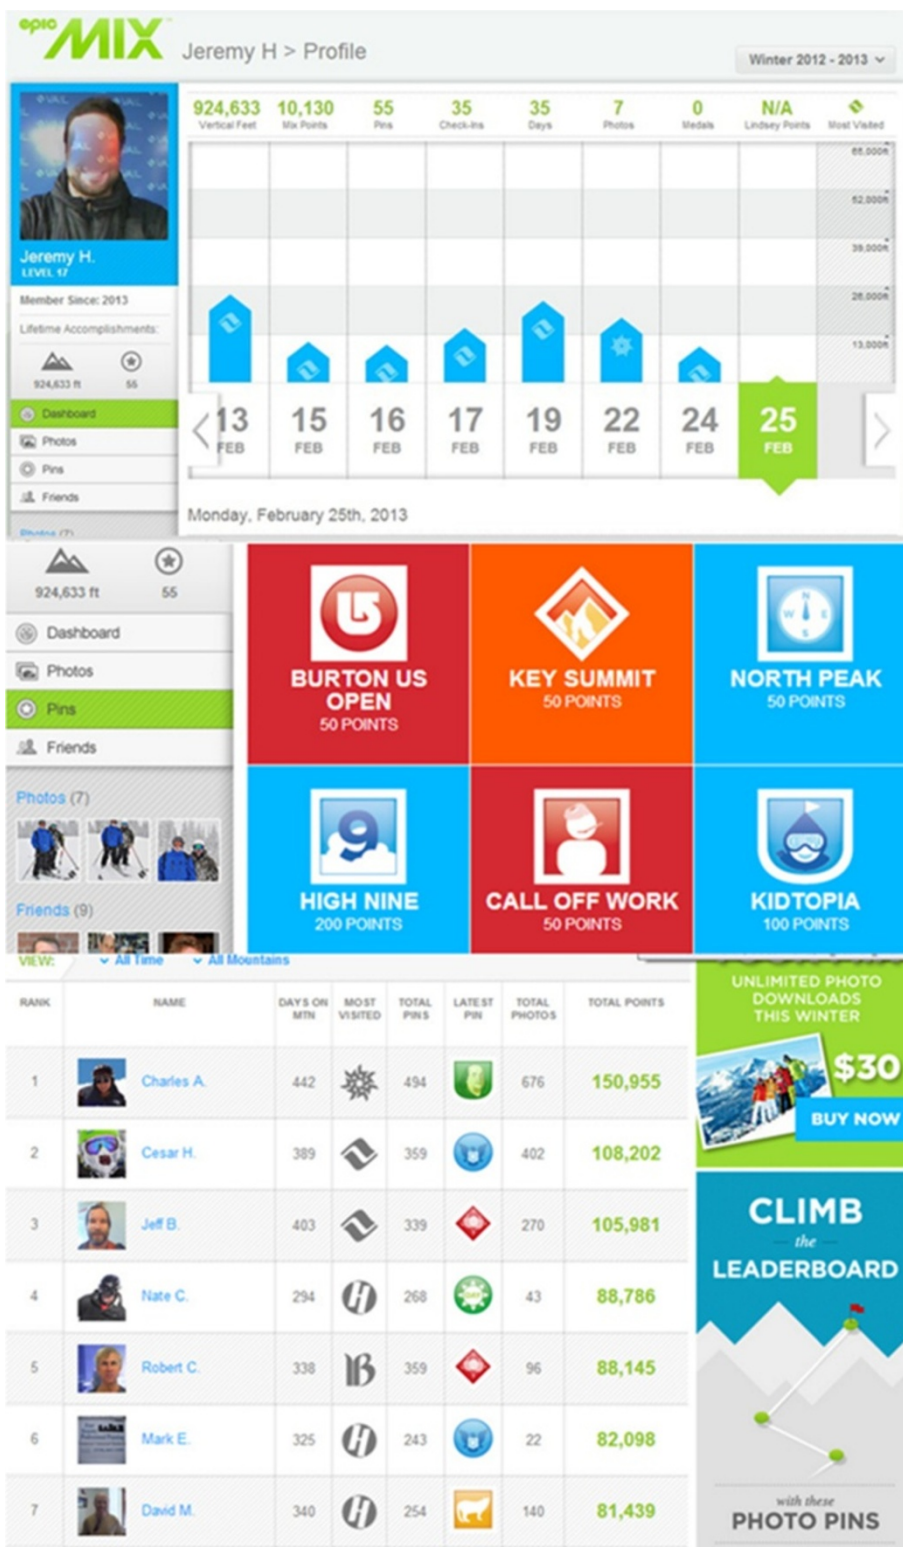 epic MIX
Jeremy H > Profile
Winter 2012 - 2013
924,633 10,130 55 35 35 7 0 N/A
Vertical Feet Mix Points Pins Check-Ins Days Photos Medals Lindsey Points Most Visited
65,000ft
52,000ft
39,000ft
26,000ft
13,000ft
Jeremy H.
LEVEL 17
Member Since: 2013
Lifetime Accomplishments:
924,633 ft 55
Dashboard
Photos
Pins
Friends
Photos (7)
13 15 16 17 19 22 24 25
FEB FEB FEB FEB FEB FEB FEB FEB
Monday, February 25th, 2013
924,633 ft 55
Dashboard
Photos
Pins
Friends
Photos (7)
Friends (9)
BURTON US
OPEN
50 POINTS
KEY SUMMIT
50 POINTS
N
W E
S
NORTH PEAK
50 POINTS
9
HIGH NINE
200 POINTS
CALL OFF WORK
50 POINTS
KIDTOPIA
100 POINTS
VIEW: All Time All Mountains
RANK NAME DAYS ON MTN MOST VISITED TOTAL PINS LATEST PIN TOTAL PHOTOS TOTAL POINTS
1 Charles A. 442 494 676 150,955
2 Cesar H. 389 359 402 108,202
3 Jeff B. 403 339 270 105,981
4 Nate C. 294 H 268 43 88,786
5 Robert C. 338 B 359 96 88,145
6 Mark E. 325 H 243 22 82,098
7 David M. 340 H 254 140 81,439
UNLIMITED PHOTO
DOWNLOADS
THIS WINTER
$30
BUY NOW
CLIMB
the
LEADERBOARD
with these
PHOTO PINS